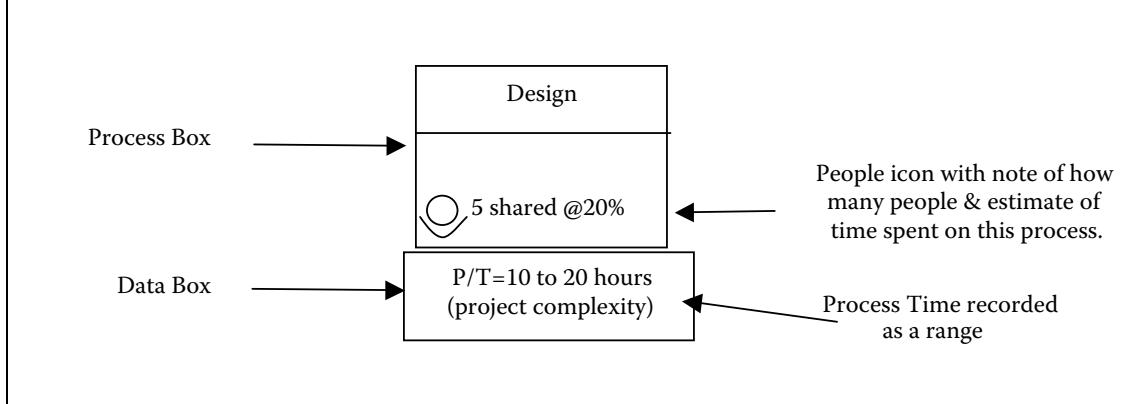 Design
Process Box
People icon with note of how
many people & estimate of
time spent on this process.
5 shared @20%
Data Box
P/T=10 to 20 hours
(project complexity)
Process Time recorded
as a range